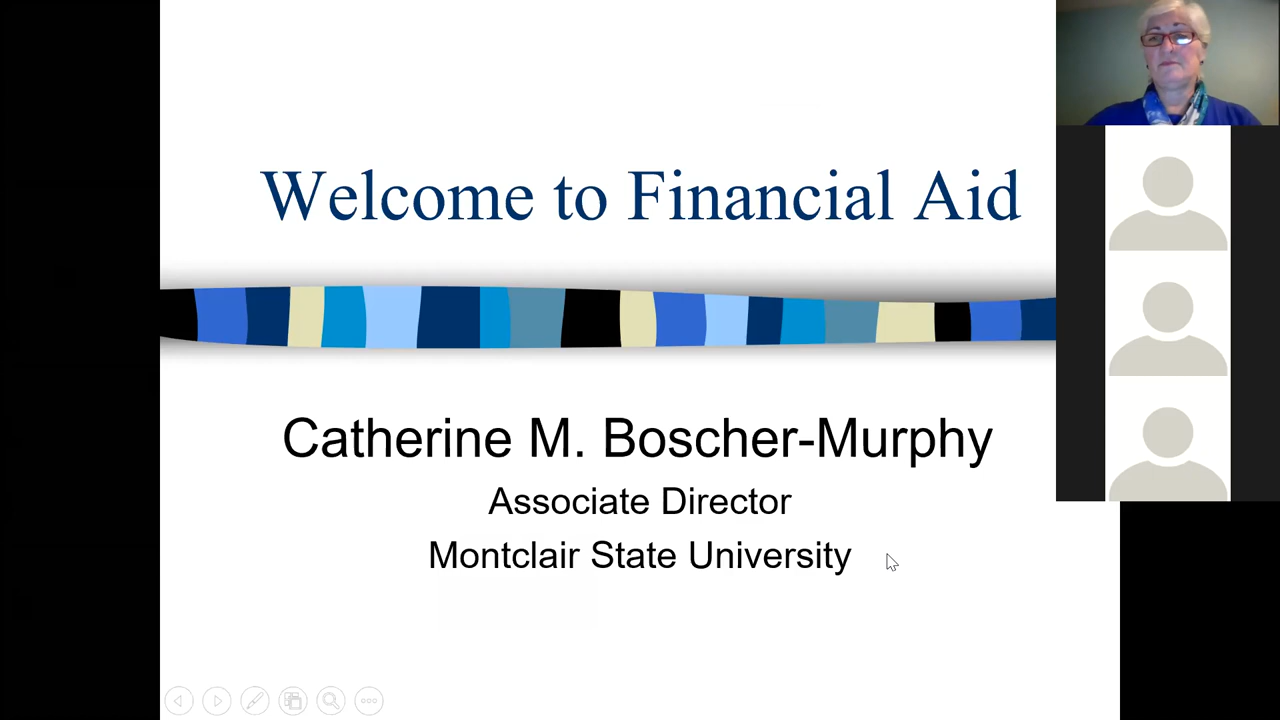 Welcome to Financial Aid
Catherine M. Boscher-Murphy
Associate Director
Montclair State University